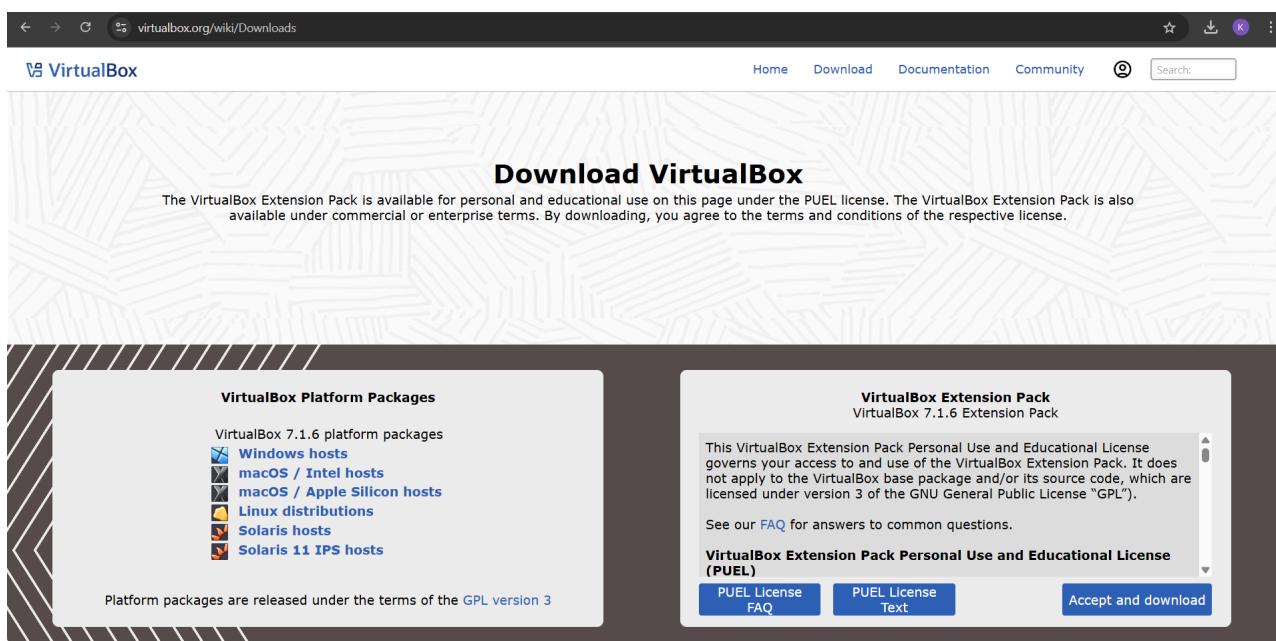 virtualbox.org/wiki/Downloads
K
VirtualBox
Home Download Documentation Community Search:
Download VirtualBox
The VirtualBox Extension Pack is available for personal and educational use on this page under the PUEL license. The VirtualBox Extension Pack is also
available under commercial or enterprise terms. By downloading, you agree to the terms and conditions of the respective license.
VirtualBox Platform Packages
VirtualBox 7.1.6 platform packages
Windows hosts
macOS / Intel hosts
macOS / Apple Silicon hosts
Linux distributions
Solaris hosts
Solaris 11 IPS hosts
Platform packages are released under the terms of the GPL version 3
VirtualBox Extension Pack
VirtualBox 7.1.6 Extension Pack
This VirtualBox Extension Pack Personal Use and Educational License
governs your access to and use of the VirtualBox Extension Pack. It does
not apply to the VirtualBox base package and/or its source code, which are
licensed under version 3 of the GNU General Public License “GPL”).
See our FAQ for answers to common questions.
VirtualBox Extension Pack Personal Use and Educational License
(PUEL)
PUEL License
FAQ
PUEL License
Text
Accept and download